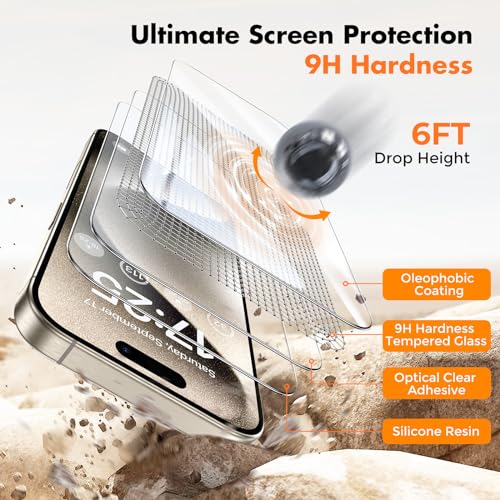 Ultimate Screen Protection
9H Hardness
6FT
Drop Height
Oleophobic
Coating
9H Hardness
Tempered Glass
Optical Clear
Adhesive
Silicone Resin
113
17:25
Saturday, September 17